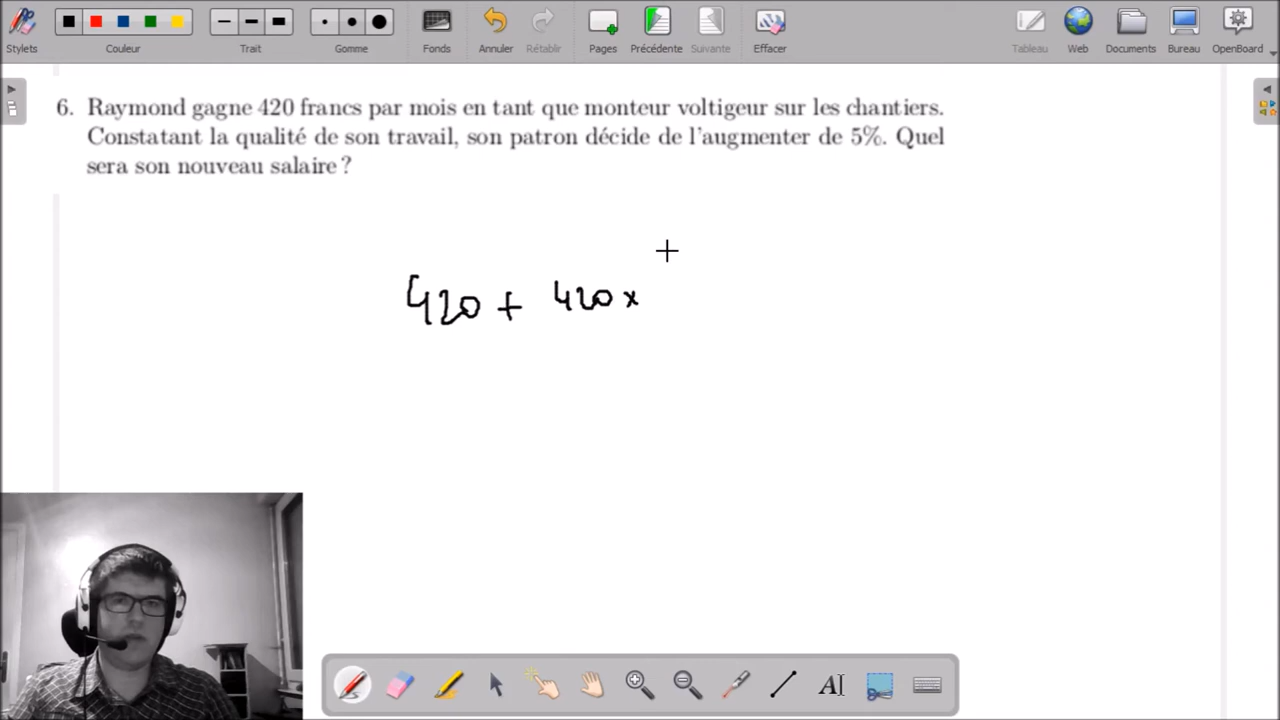 Stylets
Couleur
Trait
Gomme
Fonds
Annuler
Rétablir
Pages
Précédente
Suivante
Effacer
Tableau
Web
Documents
Bureau
OpenBoard
6. Raymond gagne 420 francs par mois en tant que monteur voltigeur sur les chantiers.
Constatant la qualité de son travail, son patron décide de l'augmenter de 5%. Quel
sera son nouveau salaire ?
420 + 420 x
AI